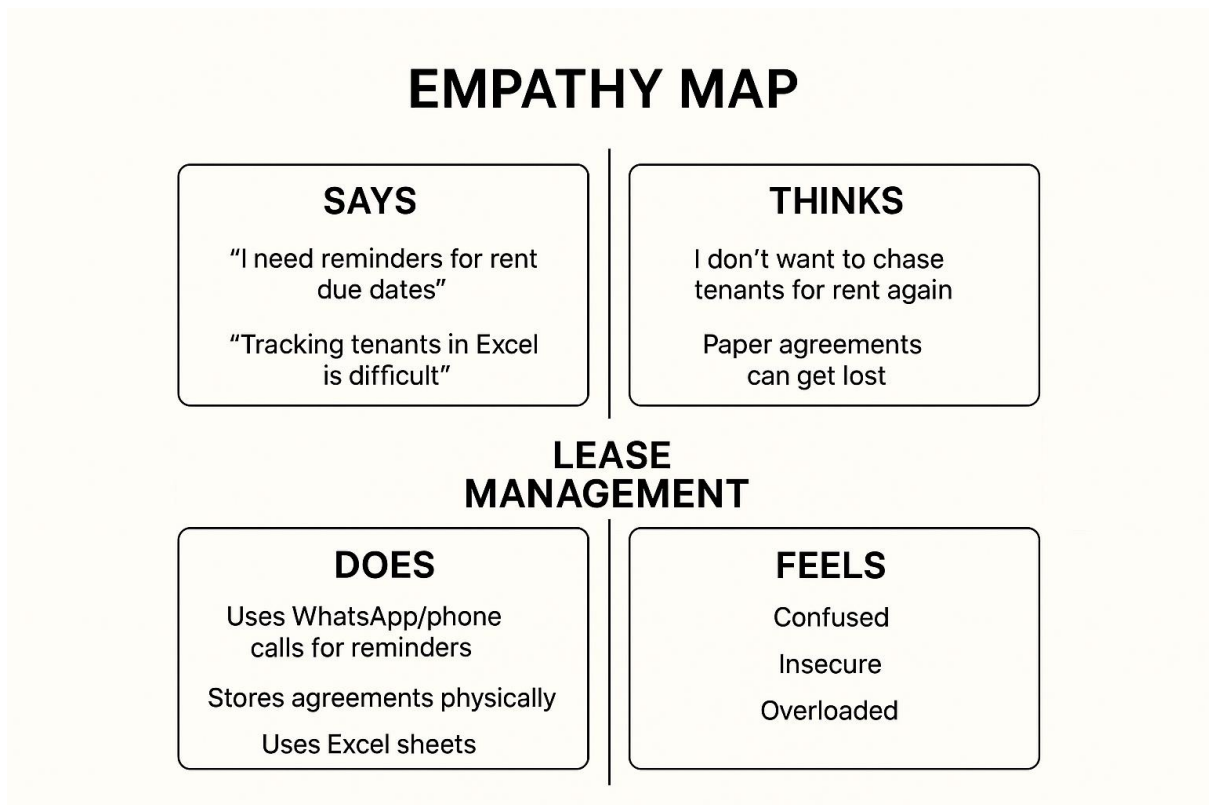 EMPATHY MAP
SAYS
“I need reminders for rent
due dates”
“Tracking tenants in Excel
is difficult”
THINKS
I don’t want to chase
tenants for rent again
Paper agreements
can get lost
LEASE
MANAGEMENT
DOES
Uses WhatsApp/phone
calls for reminders
Stores agreements physically
Uses Excel sheets
FEELS
Confused
Insecure
Overloaded